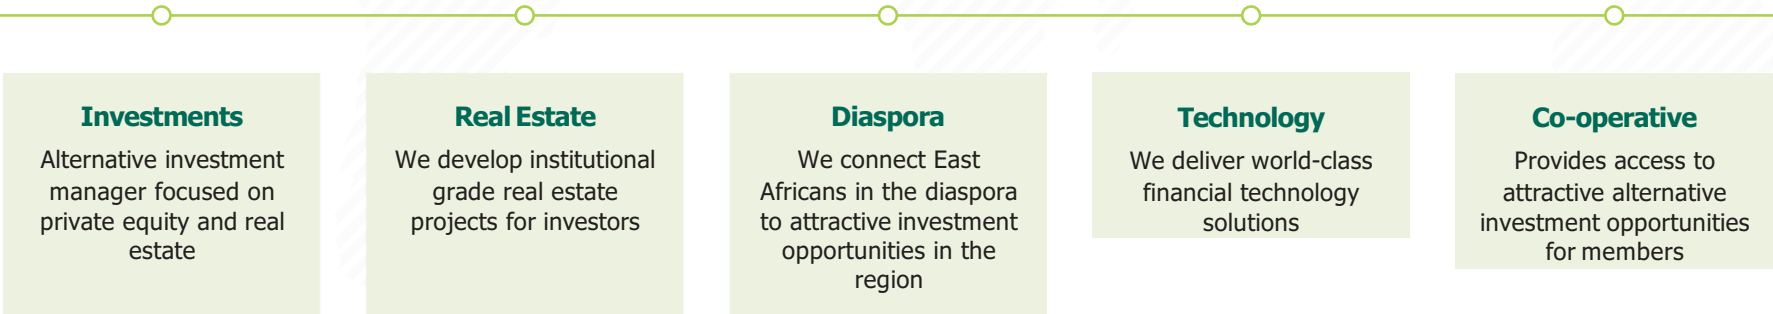 Investments
Alternative investment
manager focused on
private equity and real
estate
Real Estate
We develop institutional
grade real estate
projects for investors
Diaspora
We connect East
Africans in the diaspora
to attractive investment
opportunities in the
region
Technology
We deliver world-class
financial technology
solutions
Co-operative
Provides access to
attractive alternative
investment opportunities
for members